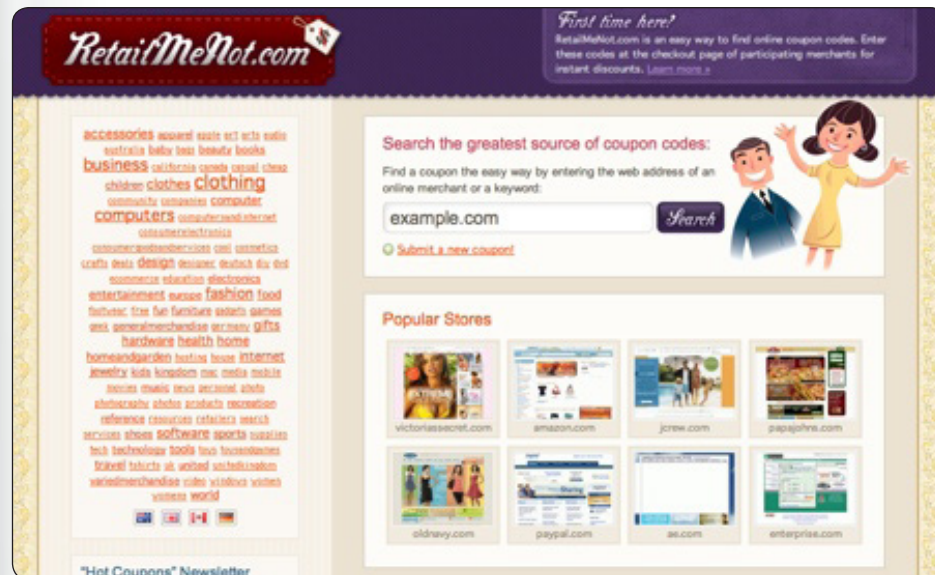 RetailMeNot.com
$
First time here?
RetailMeNot.com is an easy way to find online coupon codes. Enter
these codes at the checkout page of participating merchants for
instant discounts. Learn more »
accessories apparel apple art arts audio
australia baby bags beauty books
business california canada casual cheap
children clothes clothing
community companies computer
computers computersandinternet
consumerelectronics
consumergoodsandservices cool cosmetics
crafts deals design designer deutsch diy dvd
ecommerce education electronics
entertainment europe fashion food
footwear free fun furniture gadgets games
geek generalmerchandise germany gifts
hardware health home
homeandgarden hosting house internet
jewelry kids kingdom mac media mobile
movies music news personal photo
photography photos products recreation
reference resources retailers search
services shoes software sports supplies
tech technology tools toys toysandgames
travel tshirts uk united unitedkingdom
variedmerchandise video windows women
womens world
"Hot Coupons" Newsletter
Search the greatest source of coupon codes:
Find a coupon the easy way by entering the web address of an
online merchant or a keyword:
example.com
Search
Submit a new coupon!
Popular Stores
EXTREME
victoriassecret.com amazon.com jcrew.com papajohns.com
Sharing
oldnavy.com paypal.com ae.com enterprise.com